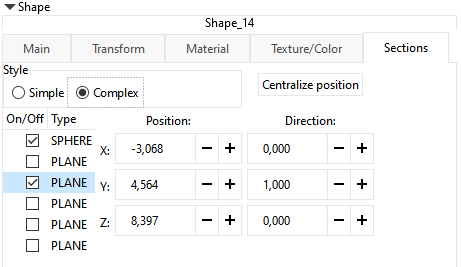 Shape
Shape_14
Main Transform Material Texture/Color Sections
Style
Simple Complex
Centralize position
On/Off Type Position: Direction:
SPHERE
X: -3,068 − + 0,000 − +
PLANE
PLANE
Y: 4,564 − + 1,000 − +
PLANE
Z: 8,397 − + 0,000 − +
PLANE
PLANE